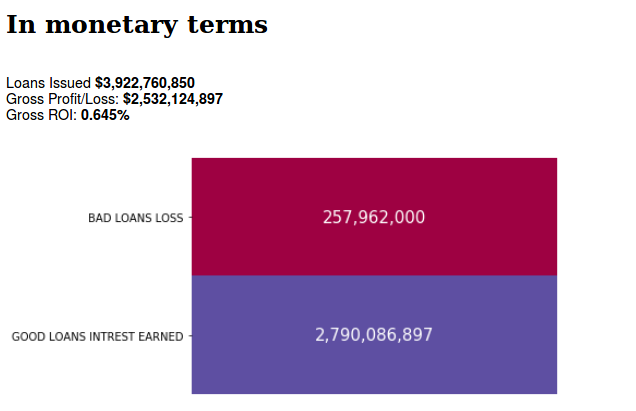 In monetary terms
Loans Issued $3,922,760,850
Gross Profit/Loss: $2,532,124,897
Gross ROI: 0.645%
BAD LOANS LOSS
257,962,000
GOOD LOANS INTREST EARNED
2,790,086,897